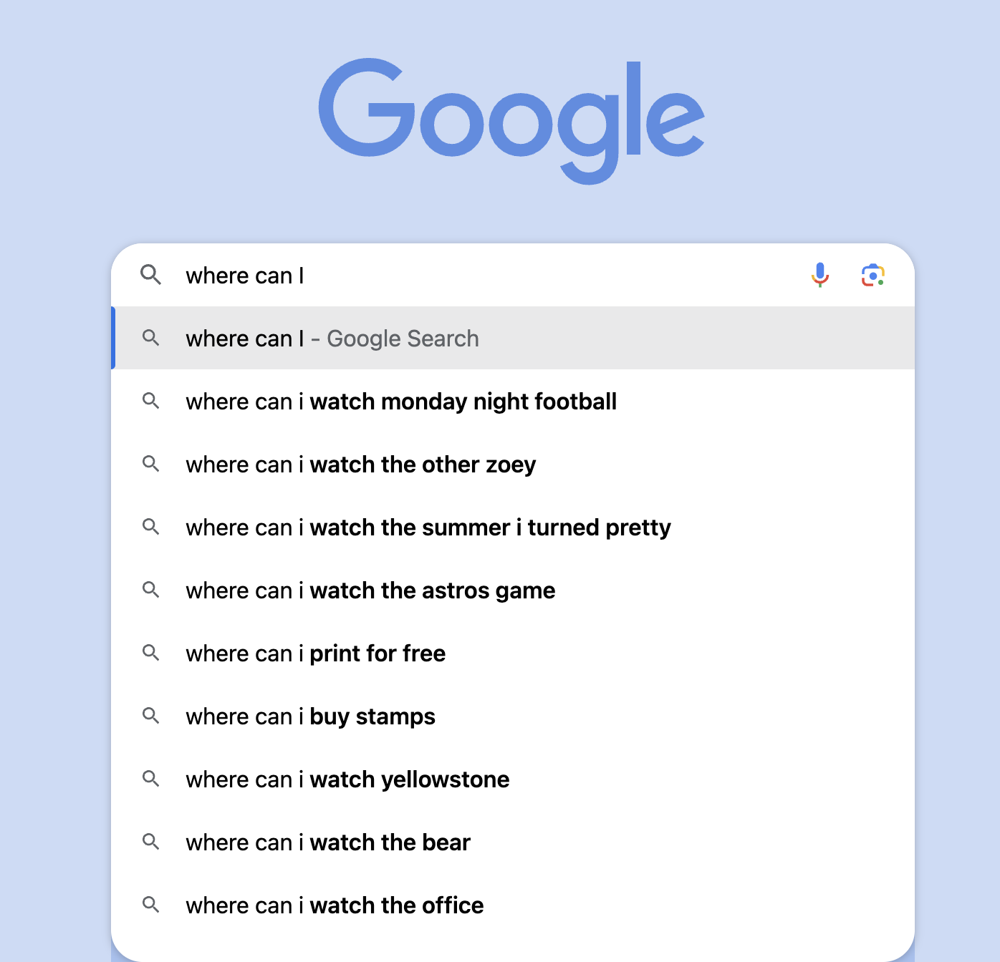 Google
where can I
where can I - Google Search
where can i watch monday night football
where can i watch the other zoey
where can i watch the summer i turned pretty
where can i watch the astros game
where can i print for free
where can i buy stamps
where can i watch yellowstone
where can i watch the bear
where can i watch the office